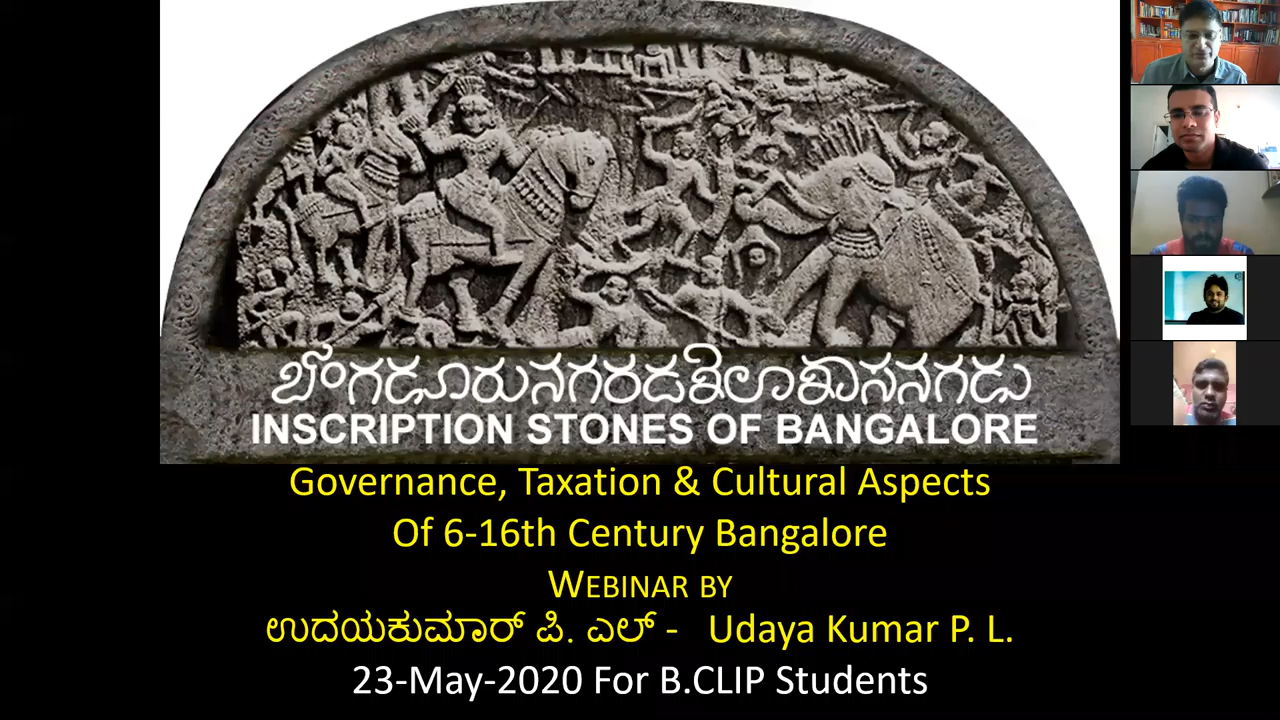 ಬೆಂಗಳೂರು ನಗರದ ಶಿಲಾಶಾಸನಗಳು
INSCRIPTION STONES OF BANGALORE
Governance, Taxation & Cultural Aspects
Of 6-16th Century Bangalore
WEBINAR BY
ಉದಯಕುಮಾರ್ ಪಿ. ಎಲ್ - Udaya Kumar P. L.
23-May-2020 For B.CLIP Students